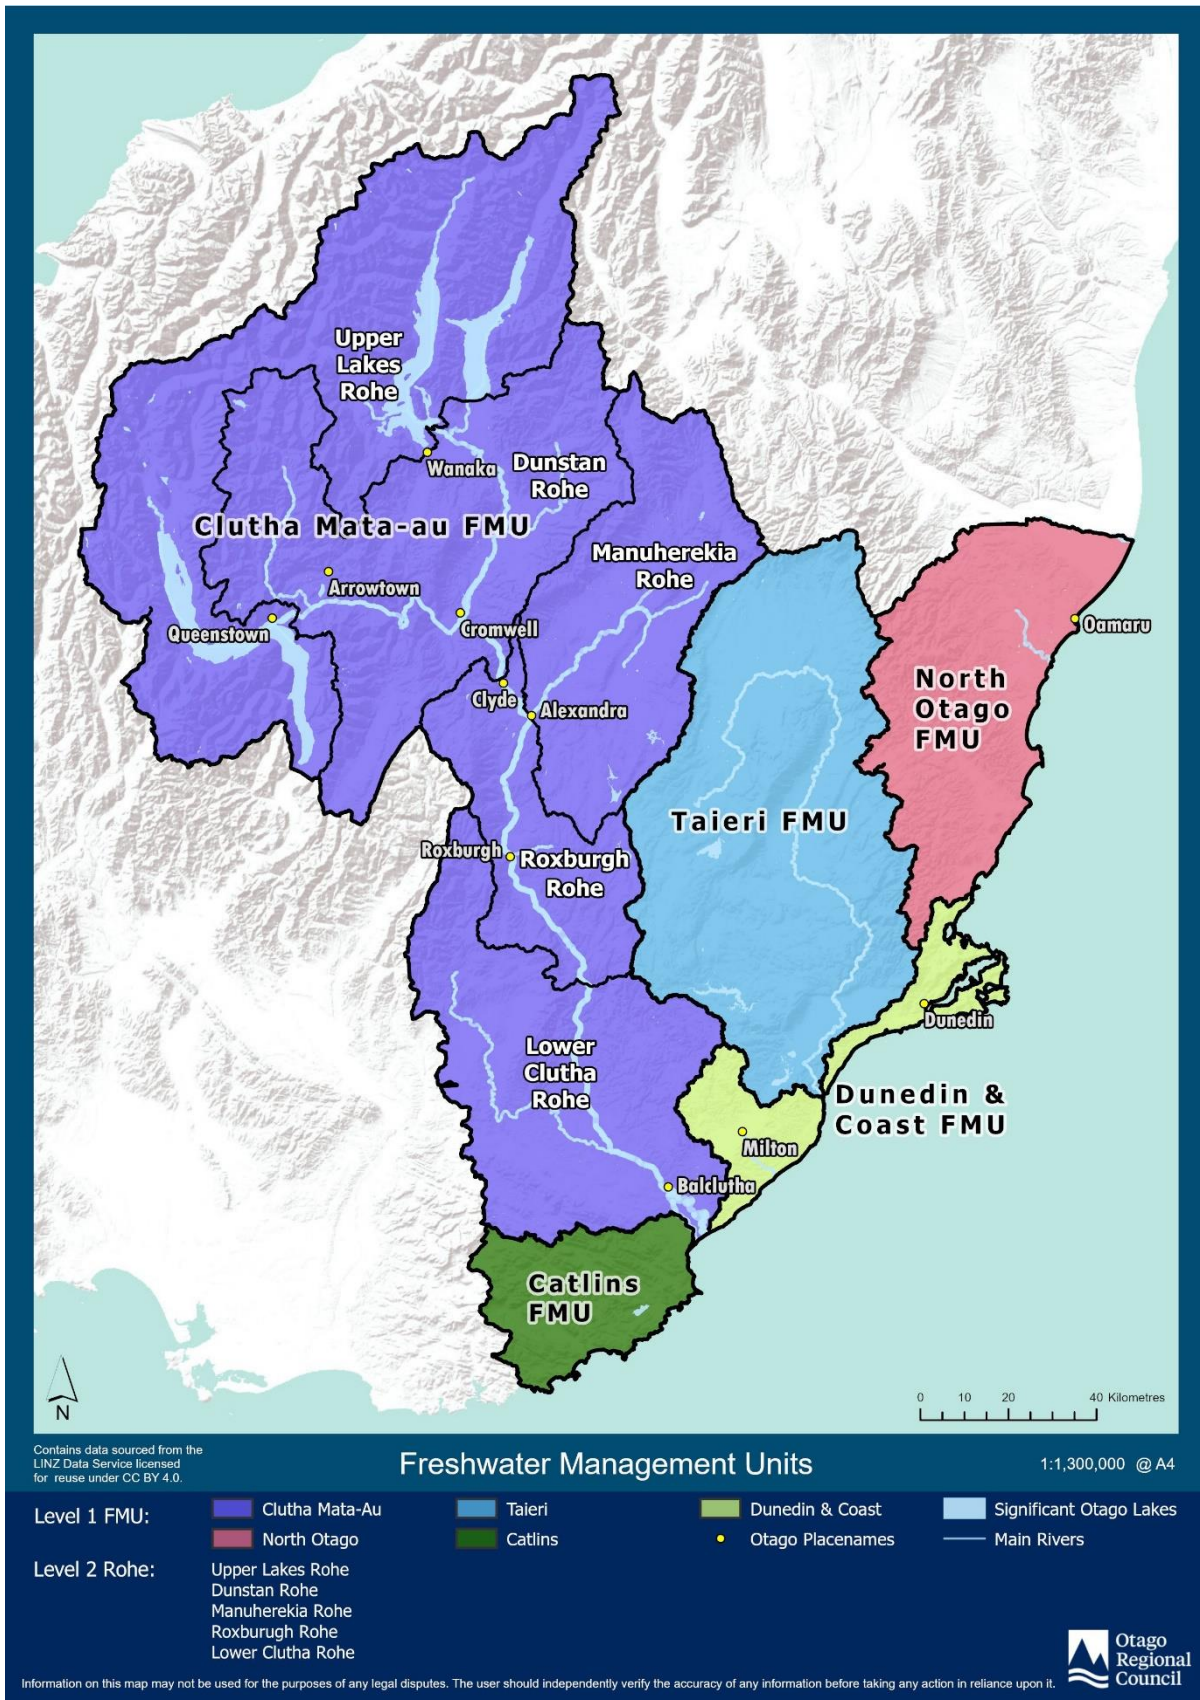 Upper
Lakes
Rohe
Wanaka
Dunstan
Rohe
Clutha Mata-au FMU
Manuherekia
Rohe
Arrowtown
Queenstown
Cromwell
Oamaru
Clyde
Alexandra
North
Otago
FMU
Taieri FMU
Roxburgh
Roxburgh
Rohe
Dunedin
Lower
Clutha
Rohe
Dunedin &
Coast FMU
Milton
Balclutha
Catlins
FMU
N
0 10 20 40 Kilometres
Contains data sourced from the
LINZ Data Service licensed
for reuse under CC BY 4.0.
Freshwater Management Units
1:1,300,000 @ A4
Level 1 FMU:
Clutha Mata-Au
Taieri
Dunedin & Coast
Significant Otago Lakes
North Otago
Catlins
Otago Placenames
Main Rivers
Level 2 Rohe:
Upper Lakes Rohe
Dunstan Rohe
Manuherekia Rohe
Roxburugh Rohe
Lower Clutha Rohe
Otago
Regional
Council
Information on this map may not be used for the purposes of any legal disputes. The user should independently verify the accuracy of any information before taking any action in reliance upon it.